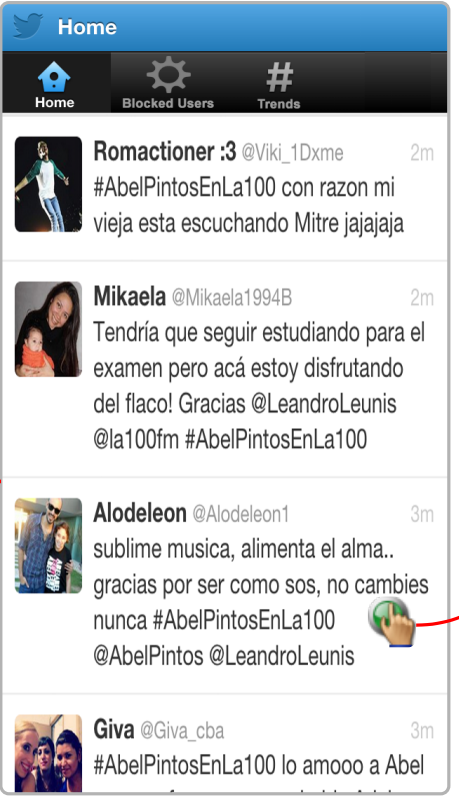 Home
Home
Blocked Users
#
Trends
Romactioner :3 @Viki_1Dxme 2m
#AbelPintosEnLa100 con razon mi
vieja esta escuchando Mitre jajajaja
Mikaela @Mikaela1994B 2m
Tendría que seguir estudiando para el
examen pero acá estoy disfrutando
del flaco! Gracias @LeandroLeunis
@la100fm #AbelPintosEnLa100
Alodeleon @Alodeleon1 3m
sublime musica, alimenta el alma..
gracias por ser como sos, no cambies
nunca #AbelPintosEnLa100
@AbelPintos @LeandroLeunis
Giva @Giva_cba 3m
#AbelPintosEnLa100 lo amooo a Abel